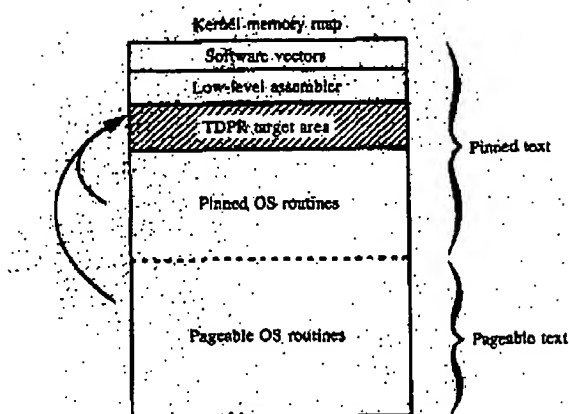 Kernel memory map
Software vectors
Low-level assembler
TDPR target area
Pinned text
Pinned OS routines
Pageable OS routines
Pageable text